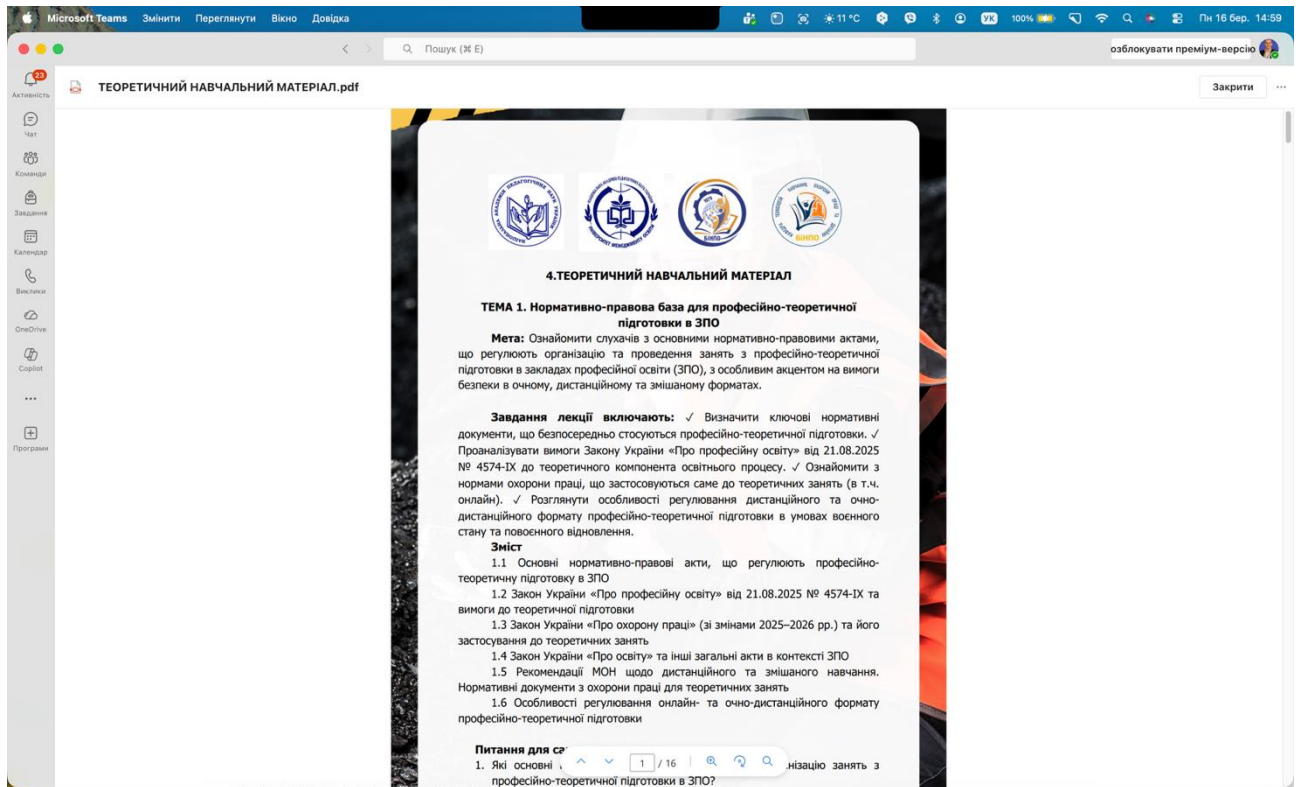 Microsoft Teams Змінити Переглянути Вікно Довідка
11 °C УК 100% Пн 16 бер. 14:59
Пошук (⌘ E)
озблокувати преміум-версію
23
Активність
ТЕОРЕТИЧНИЙ НАВЧАЛЬНИЙ МАТЕРІАЛ.pdf
Закрити
Чат
Команди
Завдання
Календар
Виклики
OneDrive
Copilot
Програми
БІНПО
БІНПО
4.ТЕОРЕТИЧНИЙ НАВЧАЛЬНИЙ МАТЕРІАЛ
ТЕМА 1. Нормативно-правова база для професійно-теоретичної
підготовки в ЗПО
Мета: Ознайомити слухачів з основними нормативно-правовими актами,
що регулюють організацію та проведення занять з професійно-теоретичної
підготовки в закладах професійної освіти (ЗПО), з особливим акцентом на вимоги
безпеки в очному, дистанційному та змішаному форматах.
Завдання лекції включають: ✓ Визначити ключові нормативні
документи, що безпосередньо стосуються професійно-теоретичної підготовки. ✓
Проаналізувати вимоги Закону України «Про професійну освіту» від 21.08.2025
№ 4574-IX до теоретичного компонента освітнього процесу. ✓ Ознайомити з
нормами охорони праці, що застосовуються саме до теоретичних занять (в т.ч.
онлайн). ✓ Розглянути особливості регулювання дистанційного та очно-
дистанційного формату професійно-теоретичної підготовки в умовах воєнного
стану та повоєнного відновлення.
Зміст
1.1 Основні нормативно-правові акти, що регулюють професійно-
теоретичну підготовку в ЗПО
1.2 Закон України «Про професійну освіту» від 21.08.2025 № 4574-IX та
вимоги до теоретичної підготовки
1.3 Закон України «Про охорону праці» (зі змінами 2025–2026 рр.) та його
застосування до теоретичних занять
1.4 Закон України «Про освіту» та інші загальні акти в контексті ЗПО
1.5 Рекомендації МОН щодо дистанційного та змішаного навчання.
Нормативні документи з охорони праці для теоретичних занять
1.6 Особливості регулювання онлайн- та очно-дистанційного формату
професійно-теоретичної підготовки
Питання для са
1 / 16
1. Які основні нізацію занять з
професійно-теоретичної підготовки в ЗПО?